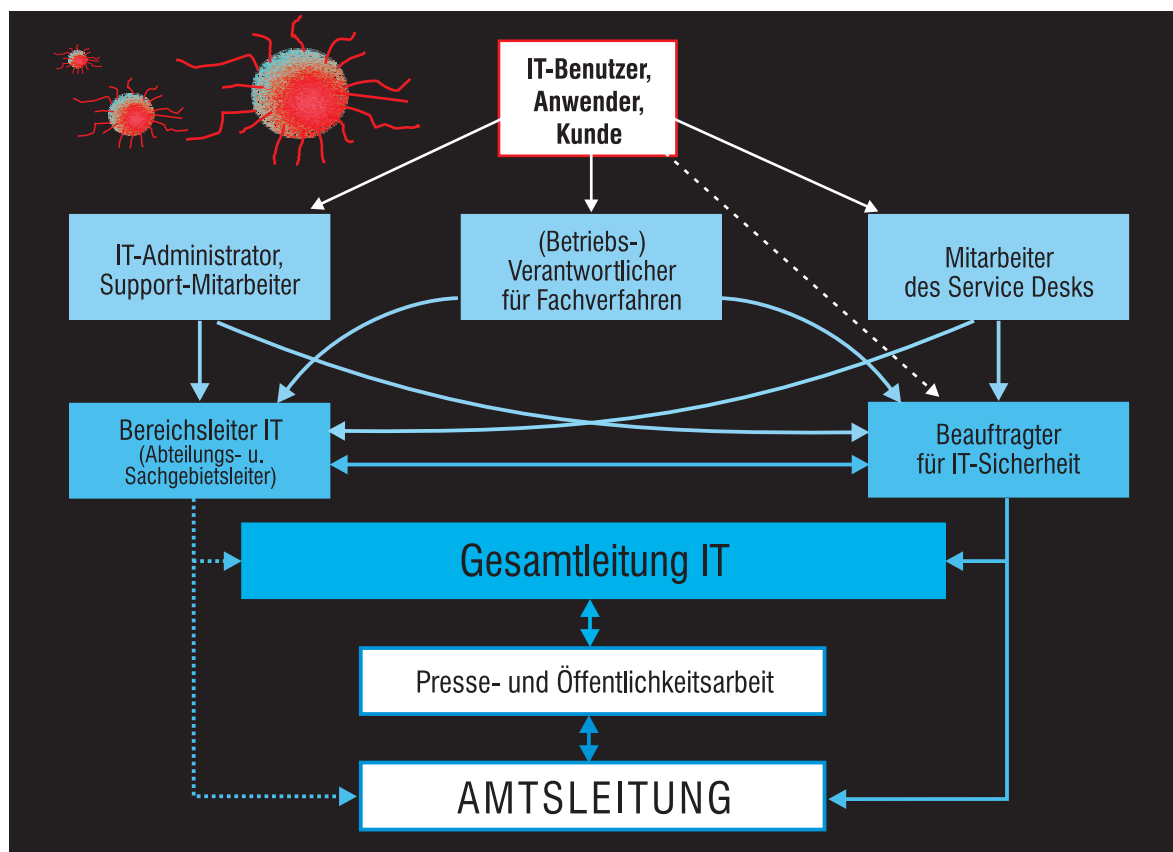 IT-Benutzer,
Anwender,
Kunde
IT-Administrator,
Support-Mitarbeiter
(Betriebs-)
Verantwortlicher
für Fachverfahren
Mitarbeiter
des Service Desks
Bereichsleiter IT
(Abteilungs- u.
Sachgebietsleiter)
Beauftragter
für IT-Sicherheit
Gesamtleitung IT
Presse- und Öffentlichkeitsarbeit
AMTSLEITUNG